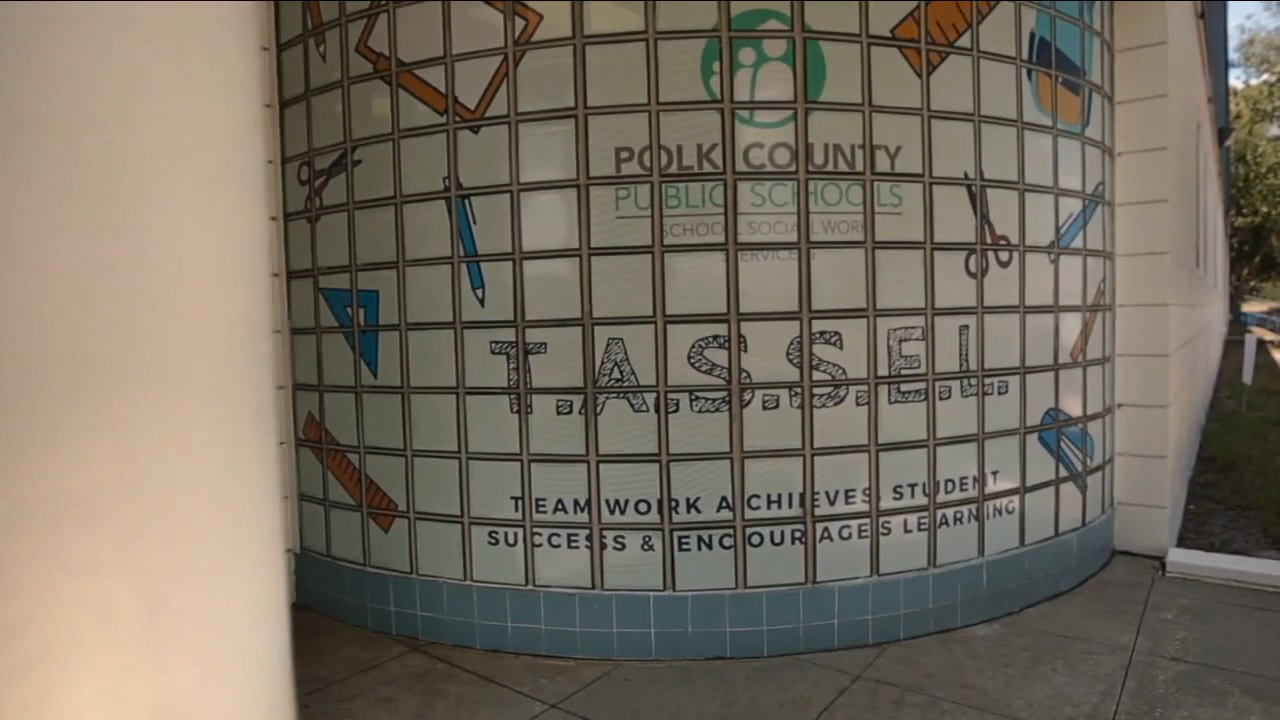 POLK COUNTY
PUBLIC SCHOOLS
SCHOOL SOCIAL WORK
SERVICES
T.A.S.S.E.L.
TEAM WORK ACHIEVES STUDENT
SUCCESS & ENCOURAGES LEARNING